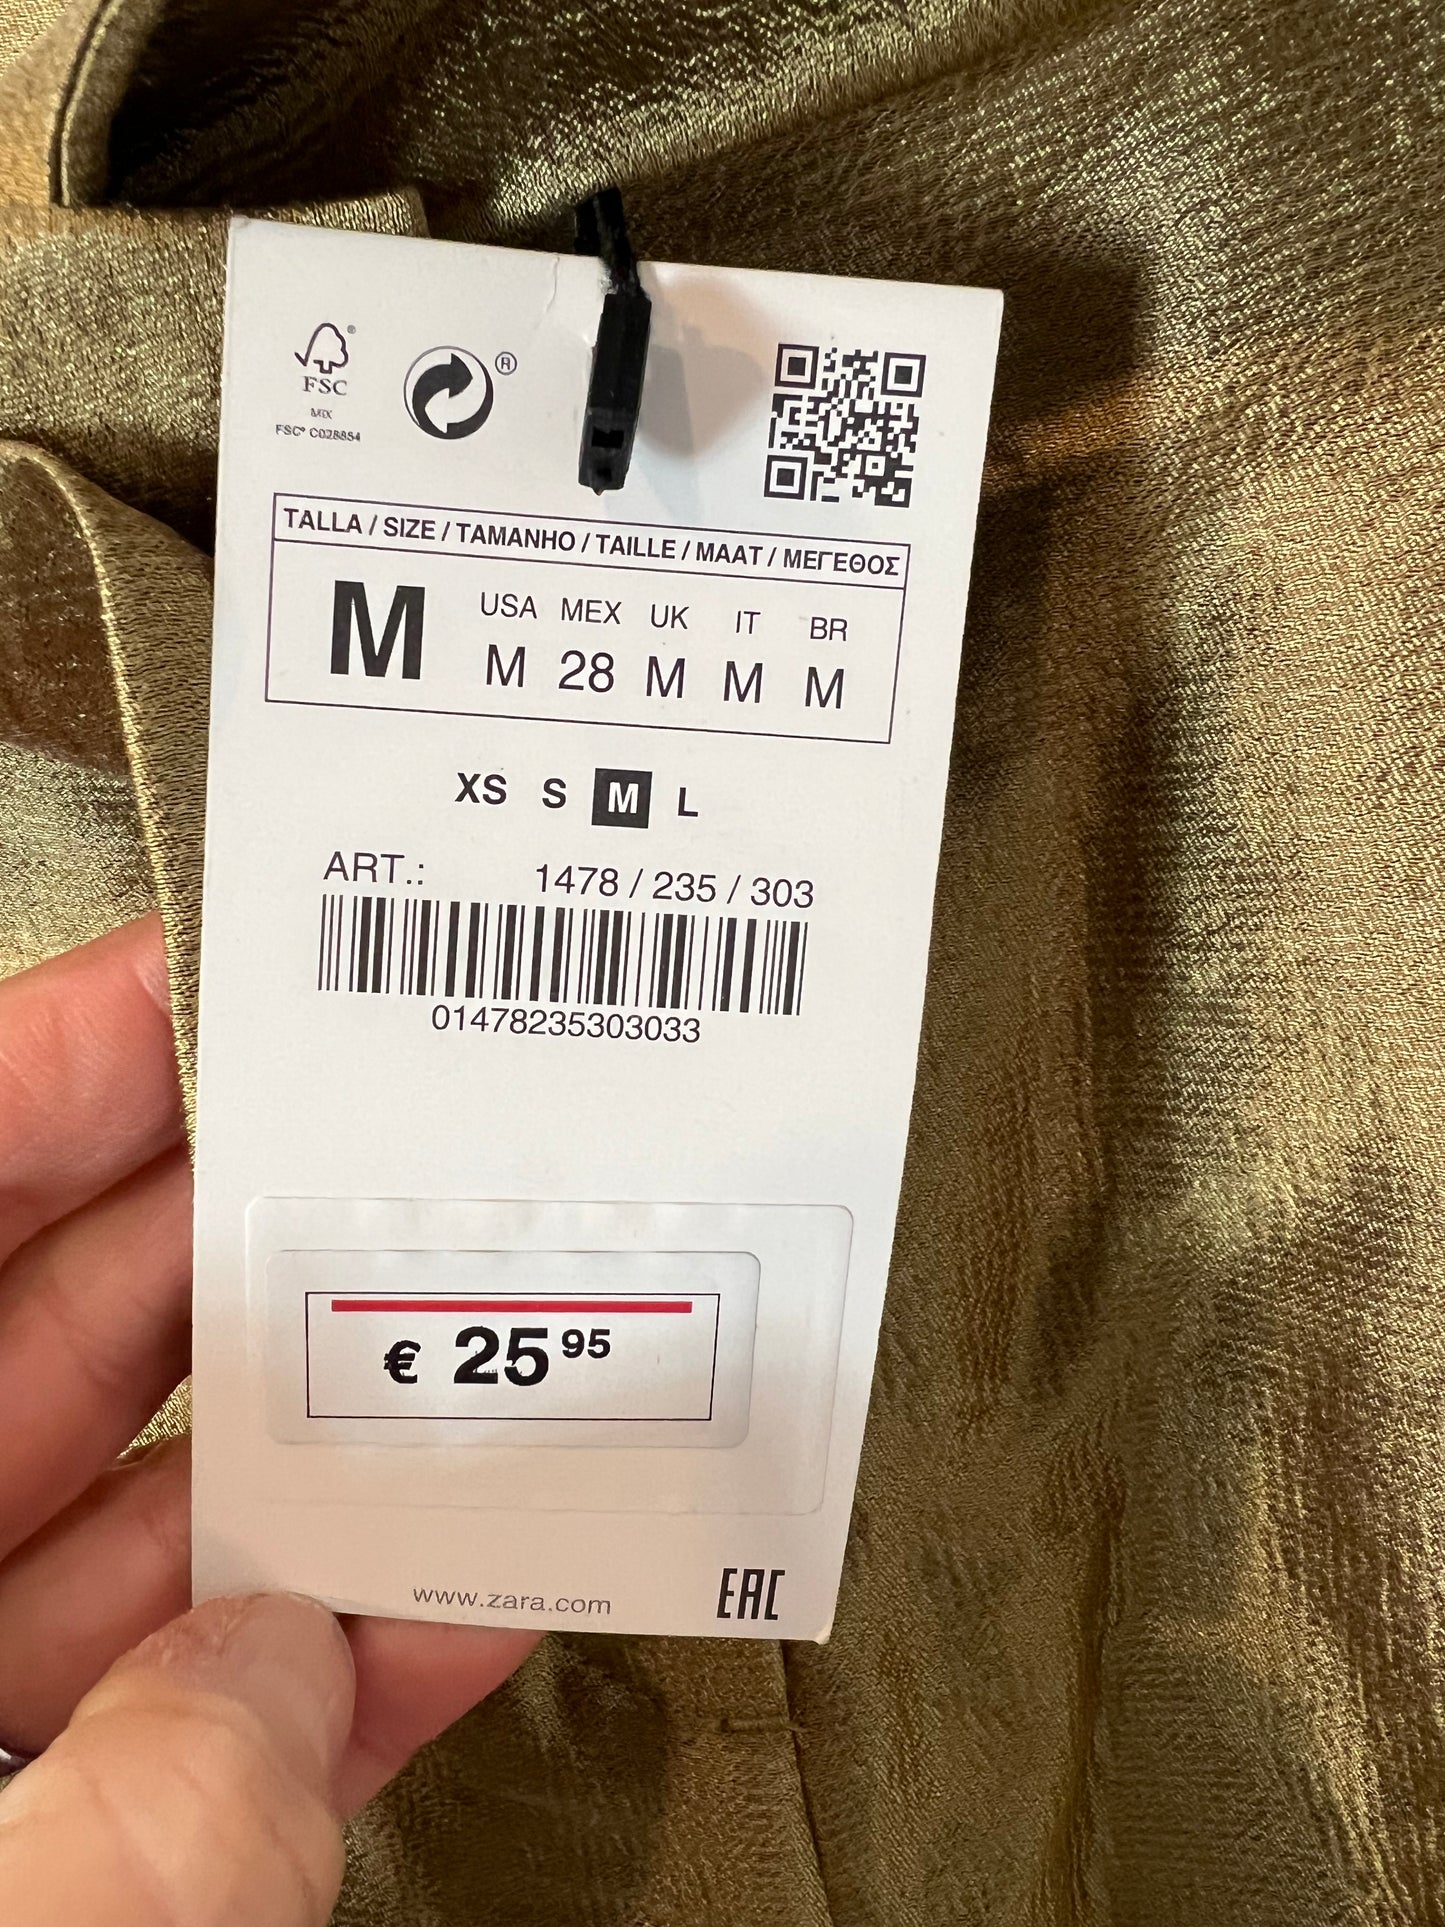 FSC®
MIX
FSC® C028854
®
TALLA / SIZE / TAMANHO / TAILLE / MAAT / ΜΕΓΕΘΟΣ
M
USA MEX UK IT BR
M 28 M M M
XS S M L
ART.: 1478 / 235 / 303
01478235303033
€ 25 95
www.zara.com
EAC